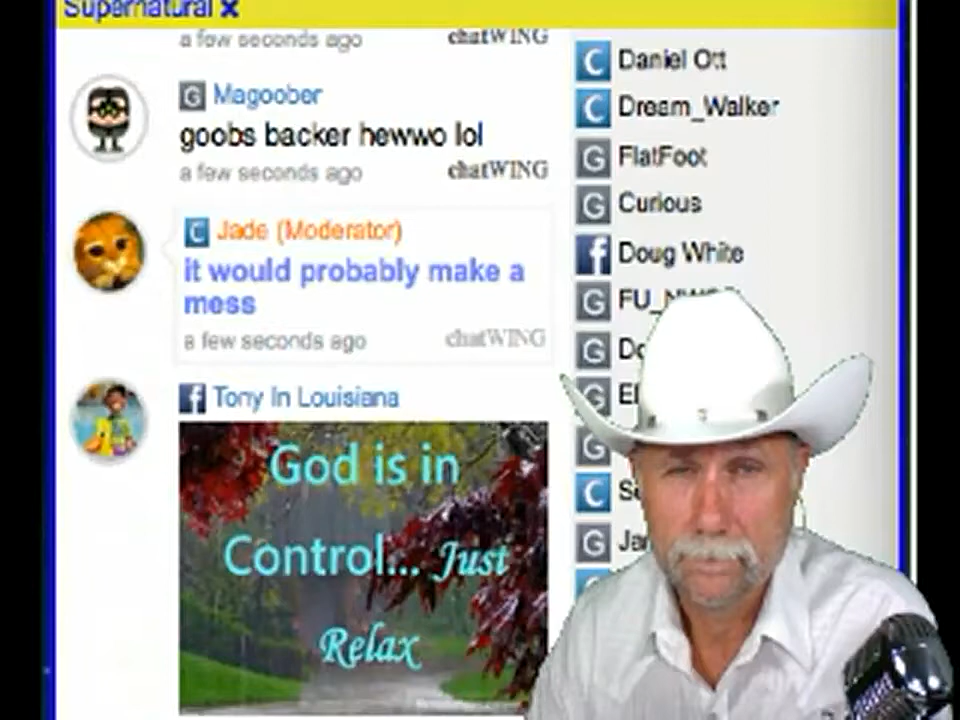 Supernatural x
a few seconds ago chatWING
G Magoober
goobs backer hewwo lol
a few seconds ago chatWING
C Jade (Moderator)
it would probably make a
mess
a few seconds ago chatWING
f Tony In Louisiana
God is in
Control... Just
Relax
C Daniel Ott
C Dream_Walker
G FlatFoot
G Curious
f Doug White
G
G
G
G
C
G